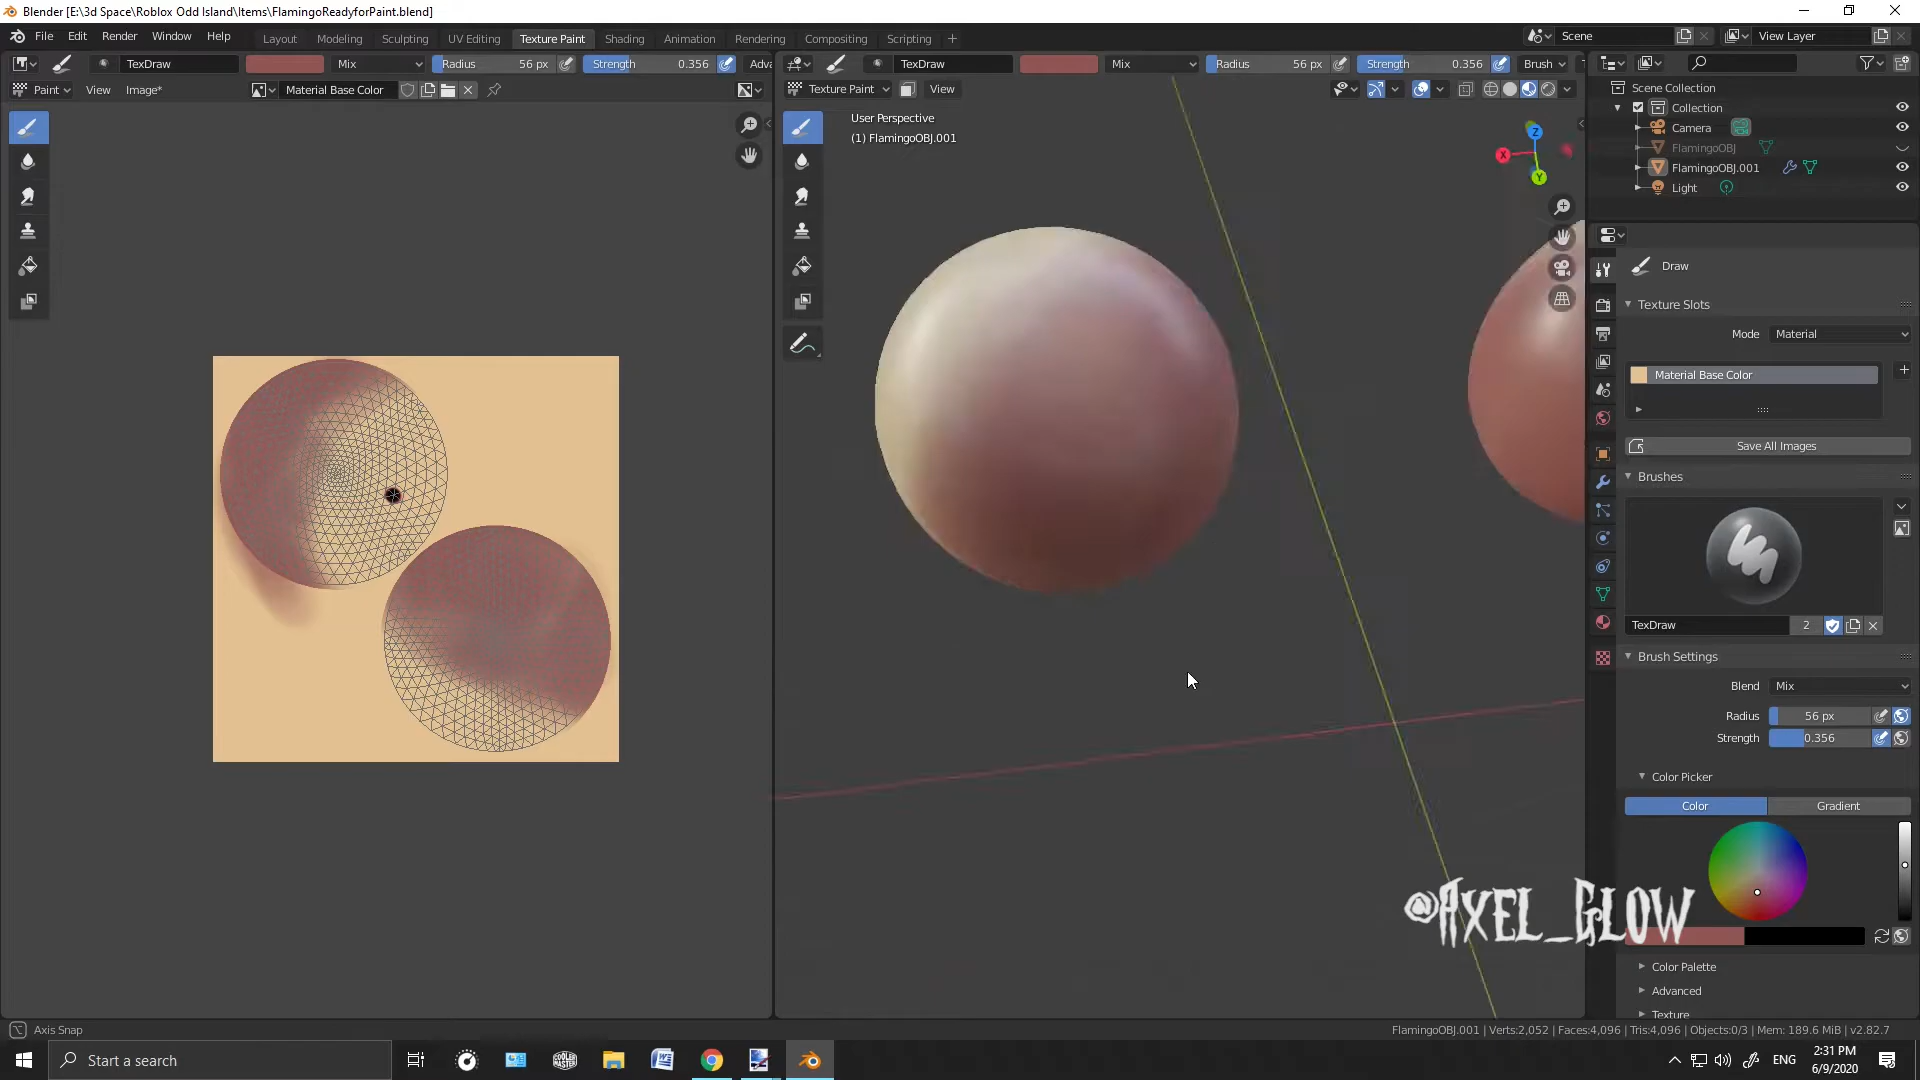 Blender [E:\3d Space\Roblox Odd Island\Items\FlamingoReadyforPaint.blend]
File Edit Render Window Help Layout Modeling Sculpting UV Editing Texture Paint Shading Animation Rendering Compositing Scripting + Scene View Layer
TexDraw Mix Radius 56 px Strength 0.356 Adva TexDraw Mix Radius 56 px Strength 0.356 Brush
Paint View Image* Material Base Color Texture Paint View
User Perspective
(1) FlamingoOBJ.001
Z
X
Y
Scene Collection
Collection
Camera
FlamingoOBJ
FlamingoOBJ.001
Light
Draw
Texture Slots
Mode Material
Material Base Color
Save All Images
Brushes
TexDraw 2
Brush Settings
Blend Mix
Radius 56 px
Strength 0.356
Color Picker
Color Gradient
@AXEL_GLOW
Color Palette
Advanced
Texture
Axis Snap
FlamingoOBJ.001 | Verts:2,052 | Faces:4,096 | Tris:4,096 | Objects:0/3 | Mem: 189.6 MiB | v2.82.7
Start a search
COOLER MASTER
ENG
2:31 PM
6/9/2020